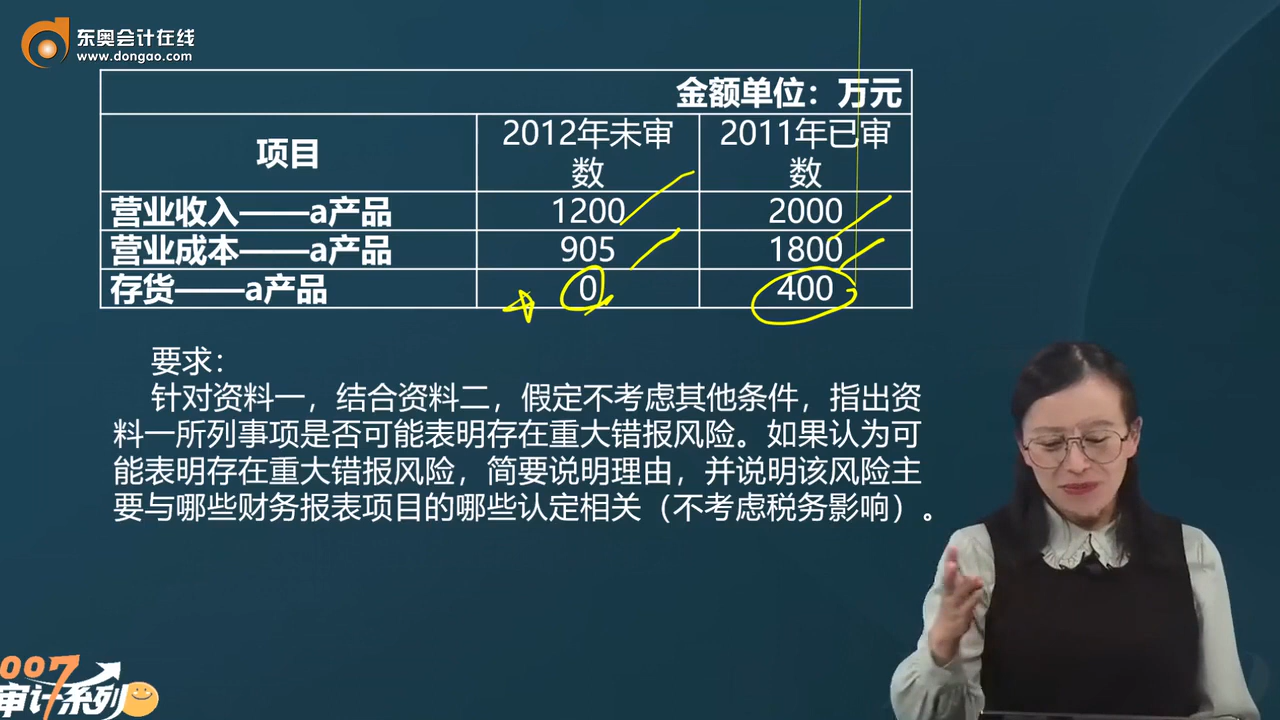 东奥会计在线
www.dongao.com
金额单位：万元
项目
2012年未审数
2011年已审数
营业收入——a产品 1200 2000
营业成本——a产品 905 1800
存货——a产品 0 400
要求：
针对资料一，结合资料二，假定不考虑其他条件，指出资
料一所列事项是否可能表明存在重大错报风险。如果认为可
能表明存在重大错报风险，简要说明理由，并说明该风险主
要与哪些财务报表项目的哪些认定相关（不考虑税务影响）。
007
审计系列